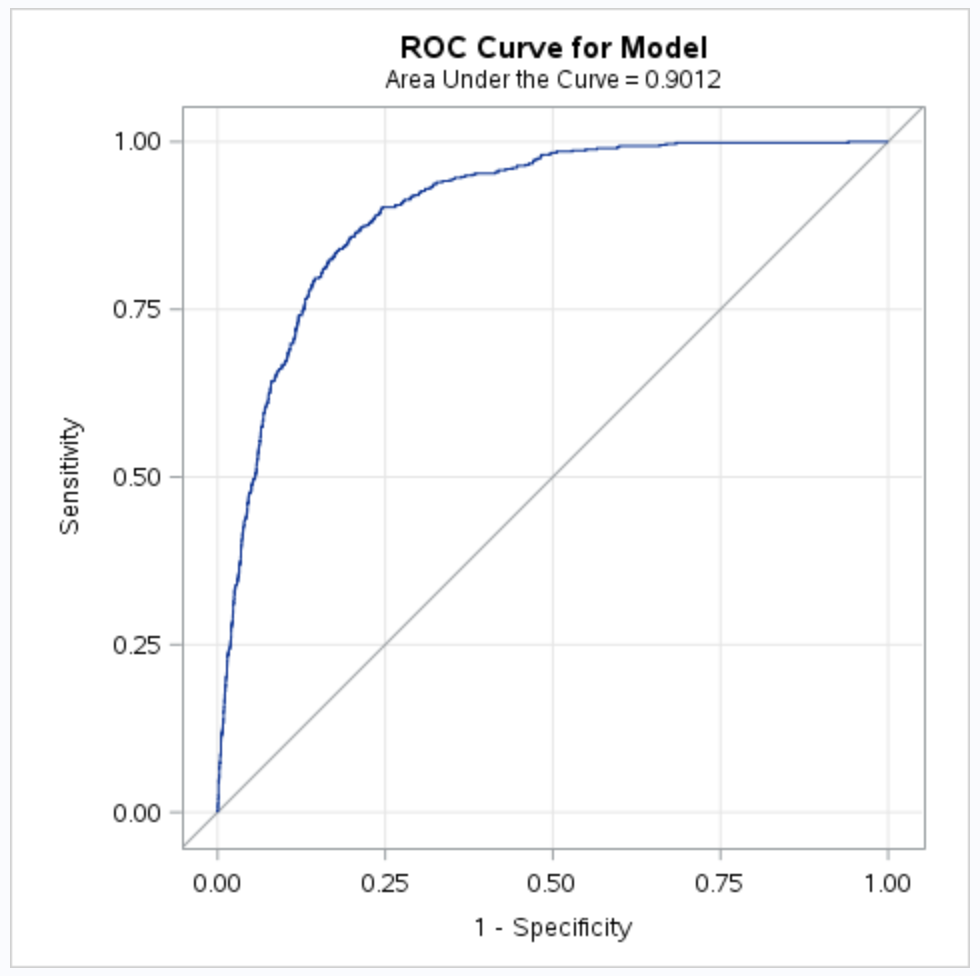 ROC Curve for Model
Area Under the Curve = 0.9012
1.00
0.75
0.50
0.25
0.00
Sensitivity
0.00 0.25 0.50 0.75 1.00
1 - Specificity